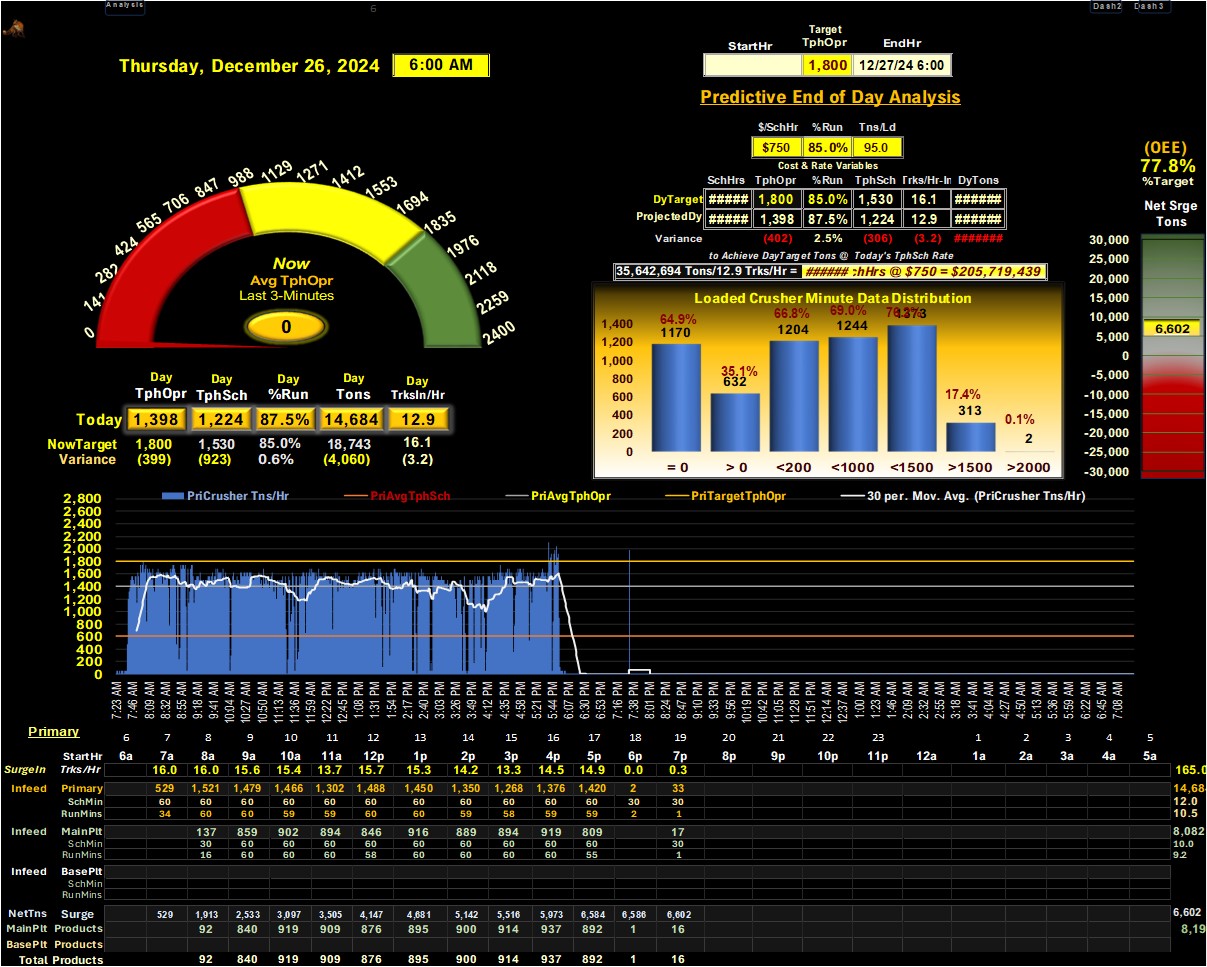 Analysis
6
Dash2 Dash3
Target
StartHr TphOpr EndHr
Thursday, December 26, 2024 6:00 AM
1,800 12/27/24 6:00
Predictive End of Day Analysis
$/SchHr %Run Tns/Ld
$750 85.0% 95.0
Cost & Rate Variables
SchHrs TphOpr %Run TphSch Trks/Hr-In DyTons
DyTarget ##### 1,800 85.0% 1,530 16.1 ######
ProjectedDy ##### 1,398 87.5% 1,224 12.9 ######
Variance (402) 2.5% (306) (3.2) #######
to Achieve DayTarget Tons @ Today's TphSch Rate
35,642,694 Tons/12.9 Trks/Hr = ###### :hHrs @ $750 = $205,719,439
(OEE)
77.8%
%Target
Net Srge
Tons
30,000
25,000
20,000
15,000
10,000
6,602
5,000
0
-5,000
-10,000
-15,000
-20,000
-25,000
-30,000
0 141 282 424 565 706 847 988 1129 1271 1412 1553 1694 1835 1976 2118 2259 2400
Now
Avg TphOpr
Last 3-Minutes
0
Loaded Crusher Minute Data Distribution
1,400
1,200
1,000
800
600
400
200
0
64.9% 35.1% 66.8% 69.0% 17.4% 0.1%
1170 632 1204 1244 1373 313 2
= 0 > 0 <200 <1000 <1500 >1500 >2000
Day Day Day Day Day
TphOpr TphSch %Run Tons TrksIn/Hr
Today 1,398 1,224 87.5% 14,684 12.9
NowTarget 1,800 1,530 85.0% 18,743 16.1
Variance (399) (923) 0.6% (4,060) (3.2)
PriCrusher Tns/Hr PriAvgTphSch PriAvgTphOpr PriTargetTphOpr 30 per. Mov. Avg. (PriCrusher Tns/Hr)
2,800
2,600
2,400
2,200
2,000
1,800
1,600
1,400
1,200
1,000
800
600
400
200
0
7:23 AM 7:46 AM 8:09 AM 8:32 AM 8:55 AM 9:18 AM 9:41 AM 10:04 AM 10:27 AM 10:50 AM 11:13 AM 11:36 AM 11:59 AM 12:22 PM 12:45 PM 1:08 PM 1:31 PM 1:54 PM 2:17 PM 2:40 PM 3:03 PM 3:26 PM 3:49 PM 4:12 PM 4:35 PM 4:58 PM 5:21 PM 5:44 PM 6:07 PM 6:30 PM 6:53 PM 7:16 PM 7:38 PM 8:01 PM 8:24 PM 8:47 PM 9:10 PM 9:33 PM 9:56 PM 10:19 PM 10:42 PM 11:05 PM 11:28 PM 11:51 PM 12:14 AM 12:37 AM 1:00 AM 1:23 AM 1:46 AM 2:09 AM 2:32 AM 2:55 AM 3:18 AM 3:41 AM 4:04 AM 4:27 AM 4:50 AM 5:13 AM 5:36 AM 5:59 AM 6:22 AM 6:45 AM 7:08 AM
Primary
6 7 8 9 10 11 12 13 14 15 16 17 18 19 20 21 22 23 1 2 3 4 5
StartHr 6a 7a 8a 9a 10a 11a 12p 1p 2p 3p 4p 5p 6p 7p 8p 9p 10p 11p 12a 1a 2a 3a 4a 5a
SurgeIn Trks/Hr 16.0 16.0 15.6 15.4 13.7 15.7 15.3 14.2 13.3 14.5 14.9 0.0 0.3 165.0
Infeed Primary 529 1,521 1,479 1,466 1,302 1,488 1,450 1,350 1,268 1,376 1,420 2 33 14,68
SchMin 60 60 60 60 60 60 60 60 60 60 60 30 30 12.0
RunMins 34 60 60 59 59 60 60 60 59 58 59 2 1 10.5
Infeed MainPlt 137 859 902 894 846 916 889 894 919 809 17 8,082
SchMin 30 60 60 60 60 60 60 60 60 60 30 10.0
RunMins 16 60 60 60 58 60 60 60 60 55 1 9.2
Infeed BasePlt
SchMin
RunMins
NetTns Surge 529 1,913 2,533 3,097 3,505 4,147 4,681 5,142 5,516 5,973 6,584 6,586 6,602 6,602
MainPlt Products 92 840 919 909 876 895 900 914 937 892 1 16 8,19
BasePlt Products
Total Products 92 840 919 909 876 895 900 914 937 892 1 16